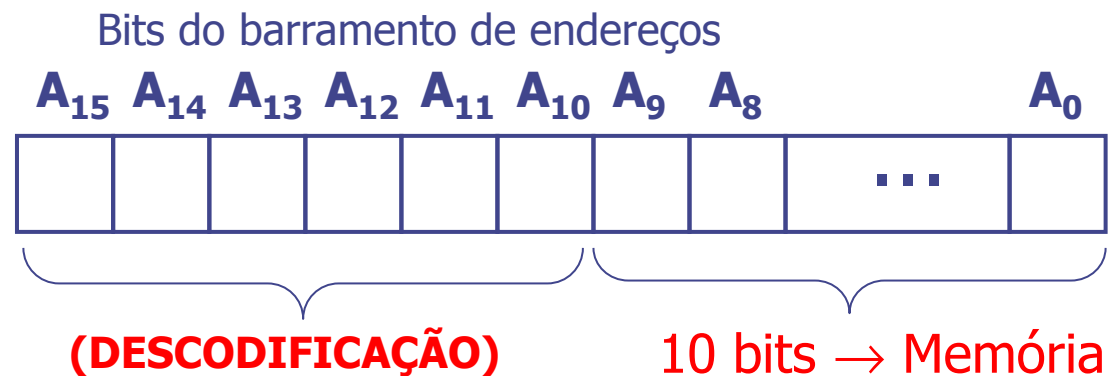 Bits do barramento de endereços
A₁₅ A₁₄ A₁₃ A₁₂ A₁₁ A₁₀ A₉ A₈ A₀
...
(DESCODIFICAÇÃO) 10 bits → Memória